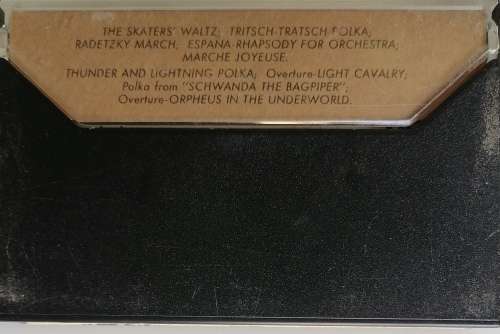 THE SKATERS' WALTZ; TRITSCH-TRATSCH POLKA;
RADETZKY MARCH, ESPANA-RHAPSODY FOR ORCHESTRA;
MARCHE JOYEUSE.
THUNDER AND LIGHTNING POLKA; Overture-LIGHT CAVALRY;
Polka from "SCHWANDA THE BAGPIPER";
Overture-ORPHEUS IN THE UNDERWORLD.